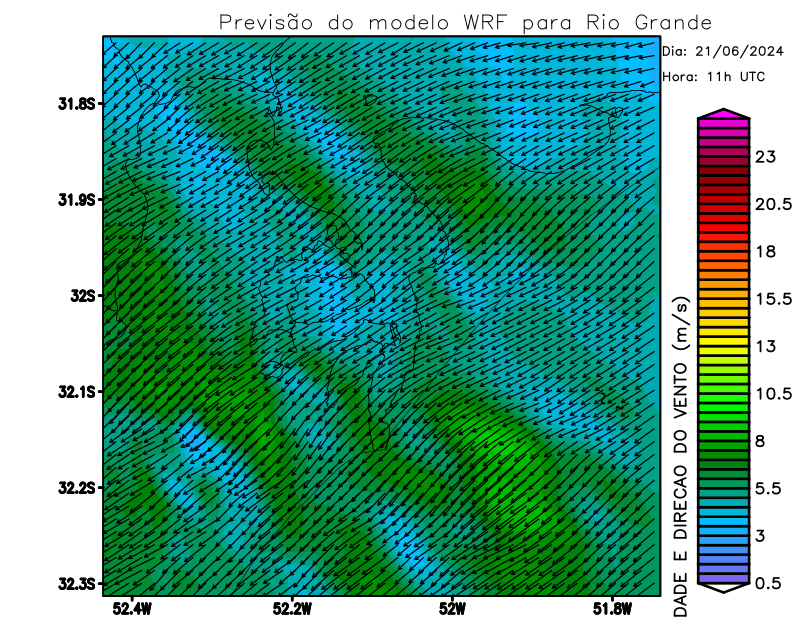 Previsão do modelo WRF para Rio Grande
Dia: 21/06/2024
Hora: 11h UTC
31.8S
31.9S
32S
32.1S
32.2S
32.3S
52.4W
52.2W
52W
51.8W
23
20.5
18
15.5
13
10.5
8
5.5
3
0.5
DADE E DIRECAO DO VENTO (m/s)